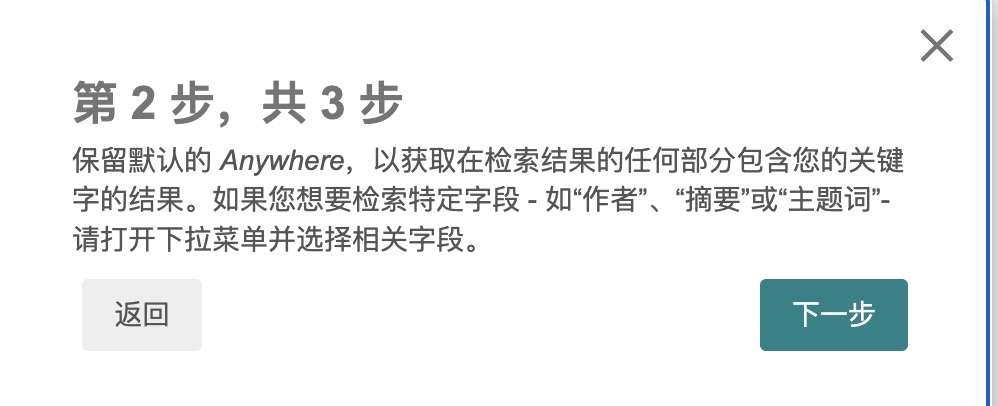 第 2 步，共 3 步
保留默认的 Anywhere，以获取在检索结果的任何部分包含您的关键
字的结果。如果您想要检索特定字段 - 如“作者”、“摘要”或“主题词”-
请打开下拉菜单并选择相关字段。
返回
下一步